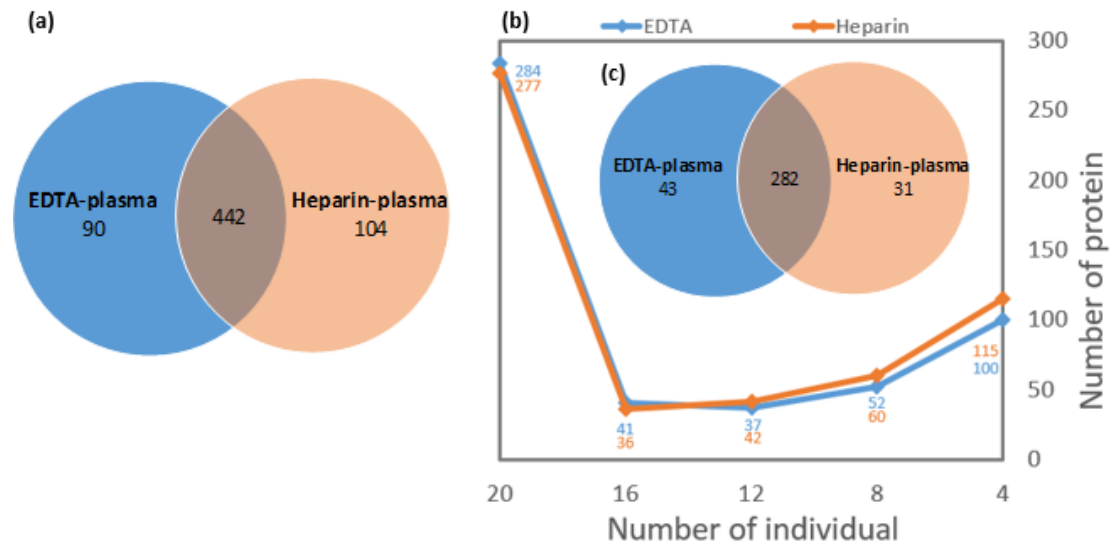 (a)
EDTA-plasma
90
442
Heparin-plasma
104
(b)
EDTA
Heparin
284
277
(c)
EDTA-plasma
43
282
Heparin-plasma
31
41
36
37
42
52
60
115
100
300
250
200
150
100
50
0
Number of protein
20 16 12 8 4
Number of individual